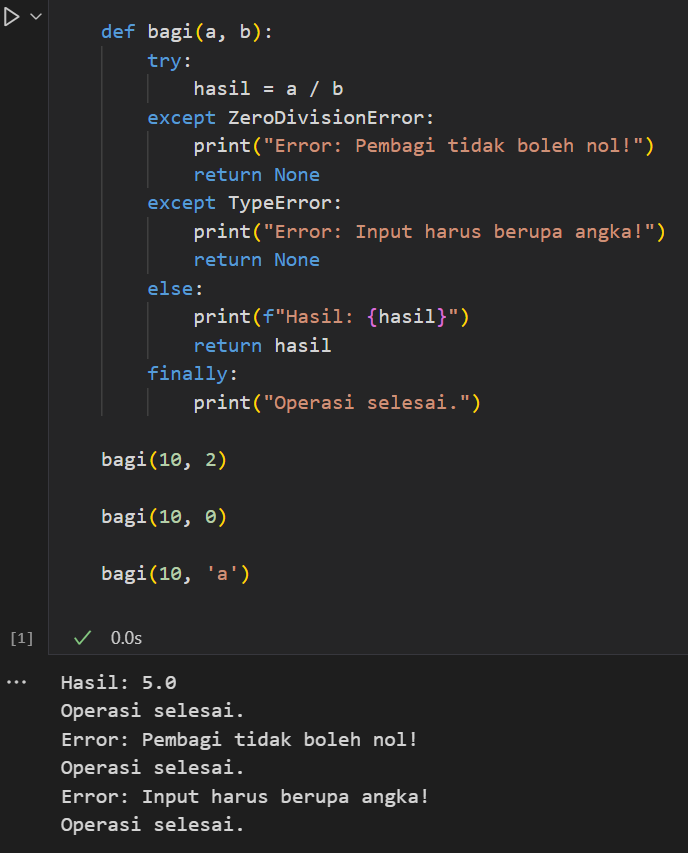 def bagi(a, b):
    try:
        hasil = a / b
    except ZeroDivisionError:
        print("Error: Pembagi tidak boleh nol!")
        return None
    except TypeError:
        print("Error: Input harus berupa angka!")
        return None
    else:
        print(f"Hasil: {hasil}")
        return hasil
    finally:
        print("Operasi selesai.")
bagi(10, 2)
bagi(10, 0)
bagi(10, 'a')
[1] 0.0s
Hasil: 5.0
Operasi selesai.
Error: Pembagi tidak boleh nol!
Operasi selesai.
Error: Input harus berupa angka!
Operasi selesai.